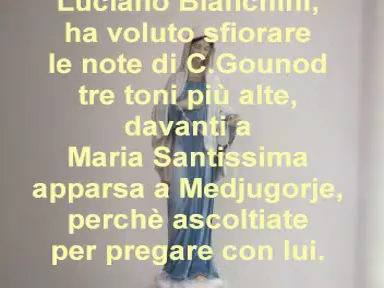 Luciano Bianchini,
ha voluto sfiorare
le note di C.Gounod
tre toni più alte,
davanti a
Maria Santissima
apparsa a Medjugorje,
perchè ascoltiate
per pregare con lui.